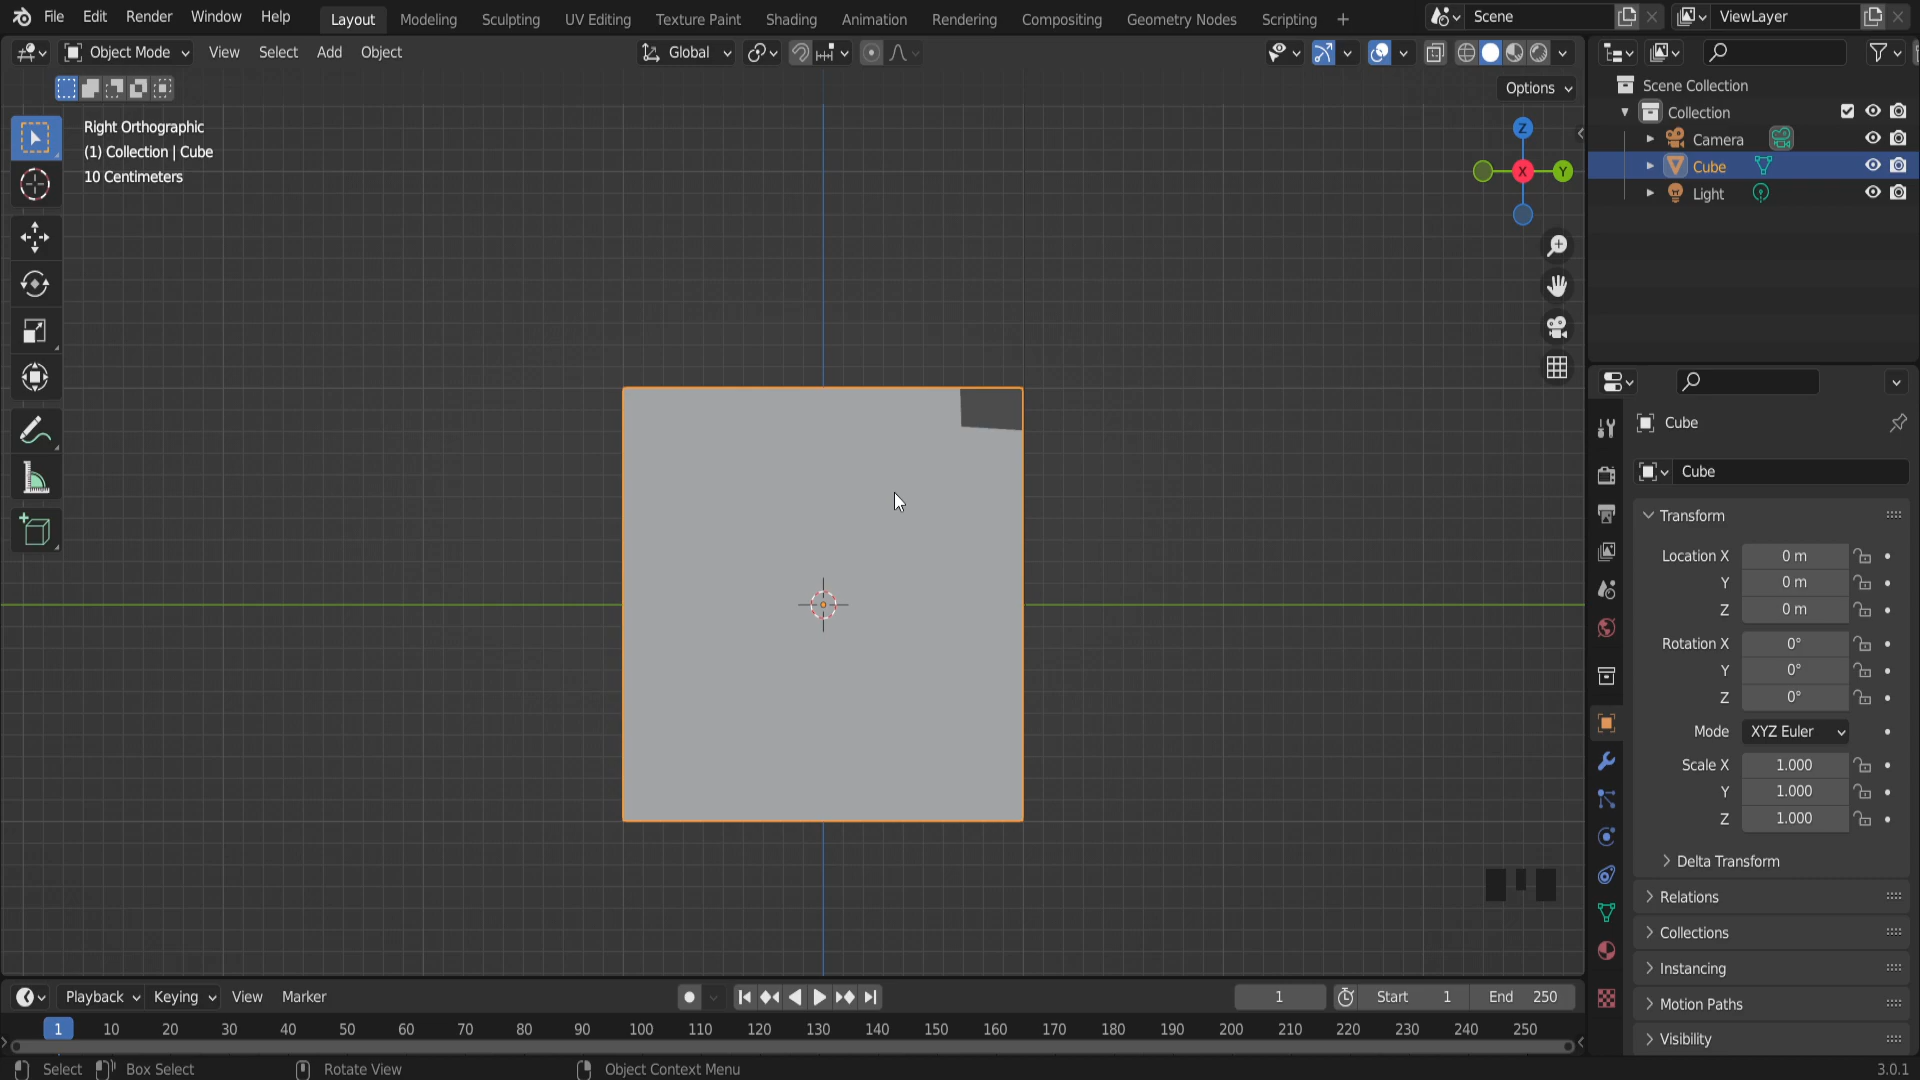 File Edit Render Window Help Layout Modeling Sculpting UV Editing Texture Paint Shading Animation Rendering Compositing Geometry Nodes Scripting + Scene ViewLayer
Object Mode View Select Add Object Global
Options
Right Orthographic
(1) Collection | Cube
10 Centimeters
Z
X Y
Scene Collection
Collection
Camera
Cube
Light
Cube
Cube
Transform
Location X 0 m
Y 0 m
Z 0 m
Rotation X 0°
Y 0°
Z 0°
Mode XYZ Euler
Scale X 1.000
Y 1.000
Z 1.000
Delta Transform
Relations
Collections
Instancing
Motion Paths
Visibility
Playback Keying View Marker 1 Start 1 End 250
1 10 20 30 40 50 60 70 80 90 100 110 120 130 140 150 160 170 180 190 200 210 220 230 240 250
Select Box Select Rotate View Object Context Menu 3.0.1